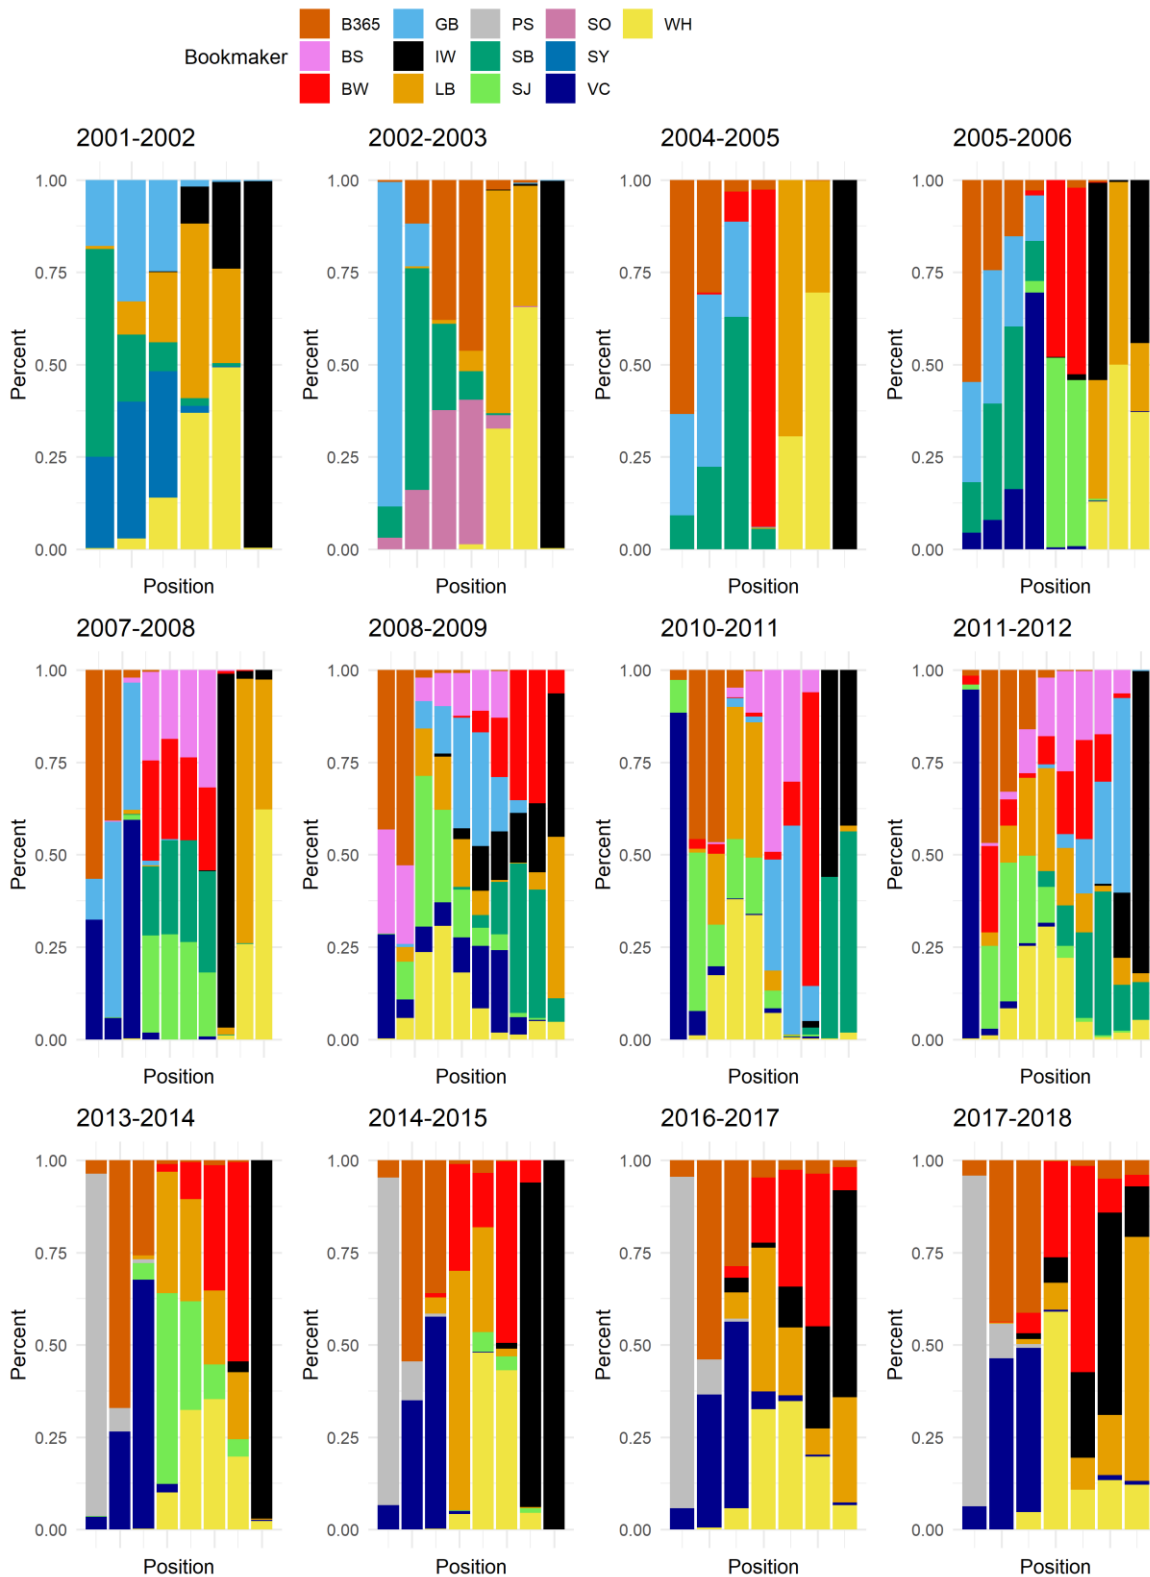 B365 GB PS SO WH
Bookmaker BS IW SB SY
BW LB SJ VC
2001-2002 2002-2003 2004-2005 2005-2006
1.00 1.00 1.00 1.00
0.75 0.75 0.75 0.75
Percent Percent Percent Percent
0.50 0.50 0.50 0.50
0.25 0.25 0.25 0.25
0.00 0.00 0.00 0.00
Position Position Position Position
2007-2008 2008-2009 2010-2011 2011-2012
1.00 1.00 1.00 1.00
0.75 0.75 0.75 0.75
Percent Percent Percent Percent
0.50 0.50 0.50 0.50
0.25 0.25 0.25 0.25
0.00 0.00 0.00 0.00
Position Position Position Position
2013-2014 2014-2015 2016-2017 2017-2018
1.00 1.00 1.00 1.00
0.75 0.75 0.75 0.75
Percent Percent Percent Percent
0.50 0.50 0.50 0.50
0.25 0.25 0.25 0.25
0.00 0.00 0.00 0.00
Position Position Position Position